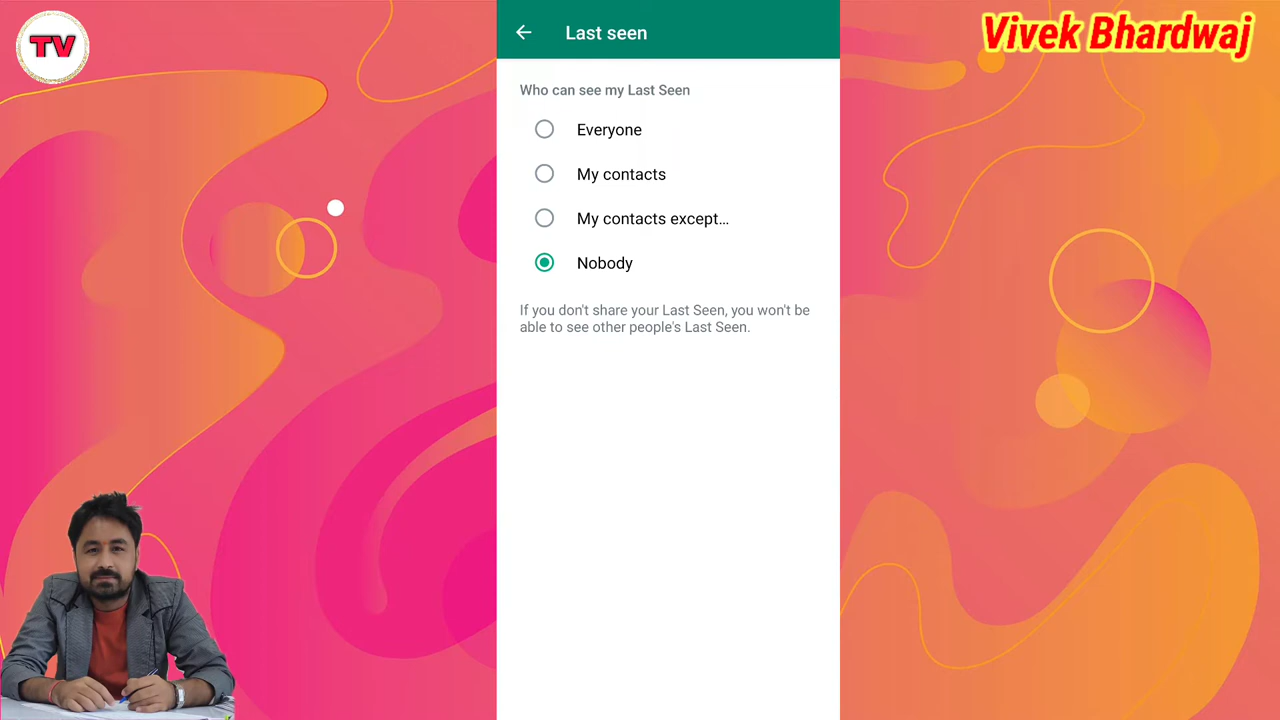 TV
Vivek Bhardwaj
Last seen
Who can see my Last Seen
Everyone
My contacts
My contacts except...
Nobody
If you don't share your Last Seen, you won't be
able to see other people's Last Seen.